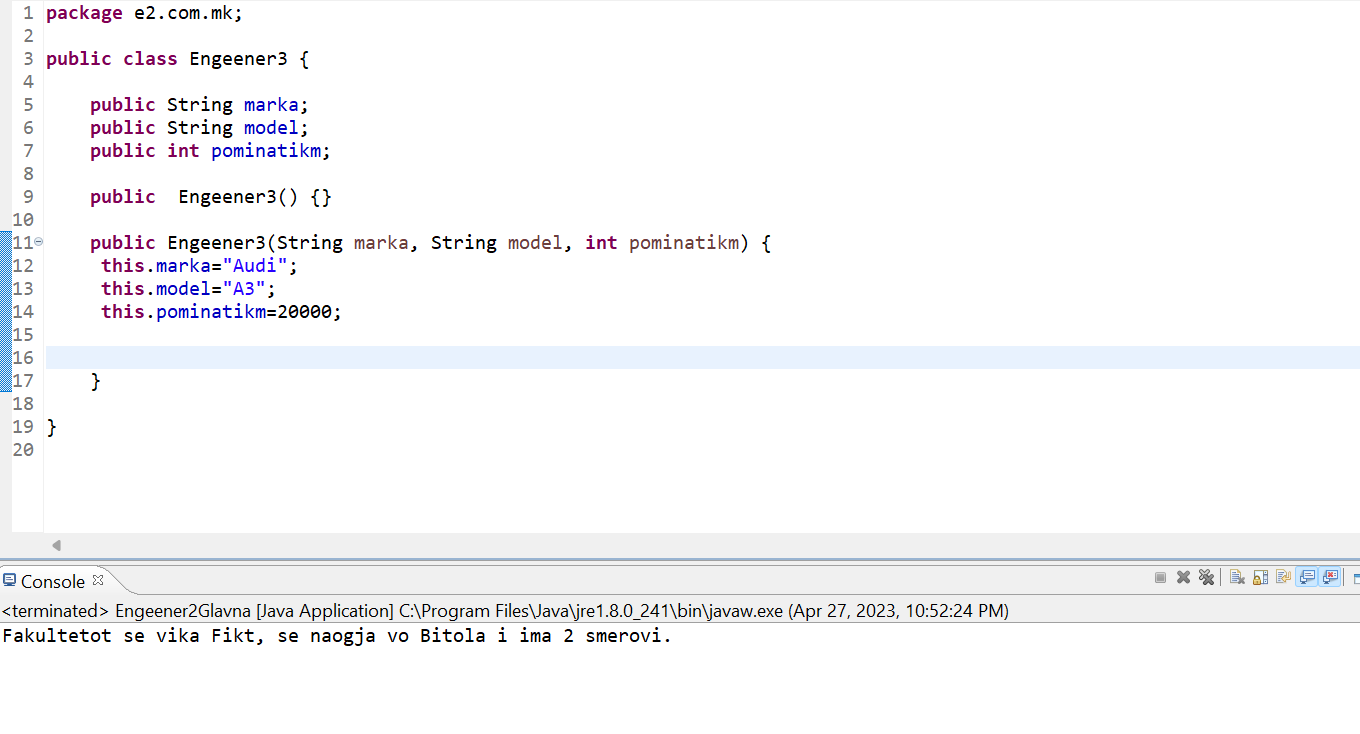 1 package e2.com.mk;
2
3 public class Engeener3 {
4
5     public String marka;
6     public String model;
7     public int pominatikm;
8
9     public  Engeener3() {}
10
11     public Engeener3(String marka, String model, int pominatikm) {
12      this.marka="Audi";
13      this.model="A3";
14      this.pominatikm=20000;
15
16
17     }
18
19 }
20
Console
<terminated> Engeener2Glavna [Java Application] C:\Program Files\Java\jre1.8.0_241\bin\javaw.exe (Apr 27, 2023, 10:52:24 PM)
Fakultetot se vika Fikt, se naogja vo Bitola i ima 2 smerovi.